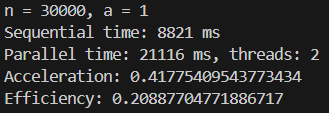 n = 30000, a = 1
Sequential time: 8821 ms
Parallel time: 21116 ms, threads: 2
Acceleration: 0.41775409543773434
Efficiency: 0.20887704771886717